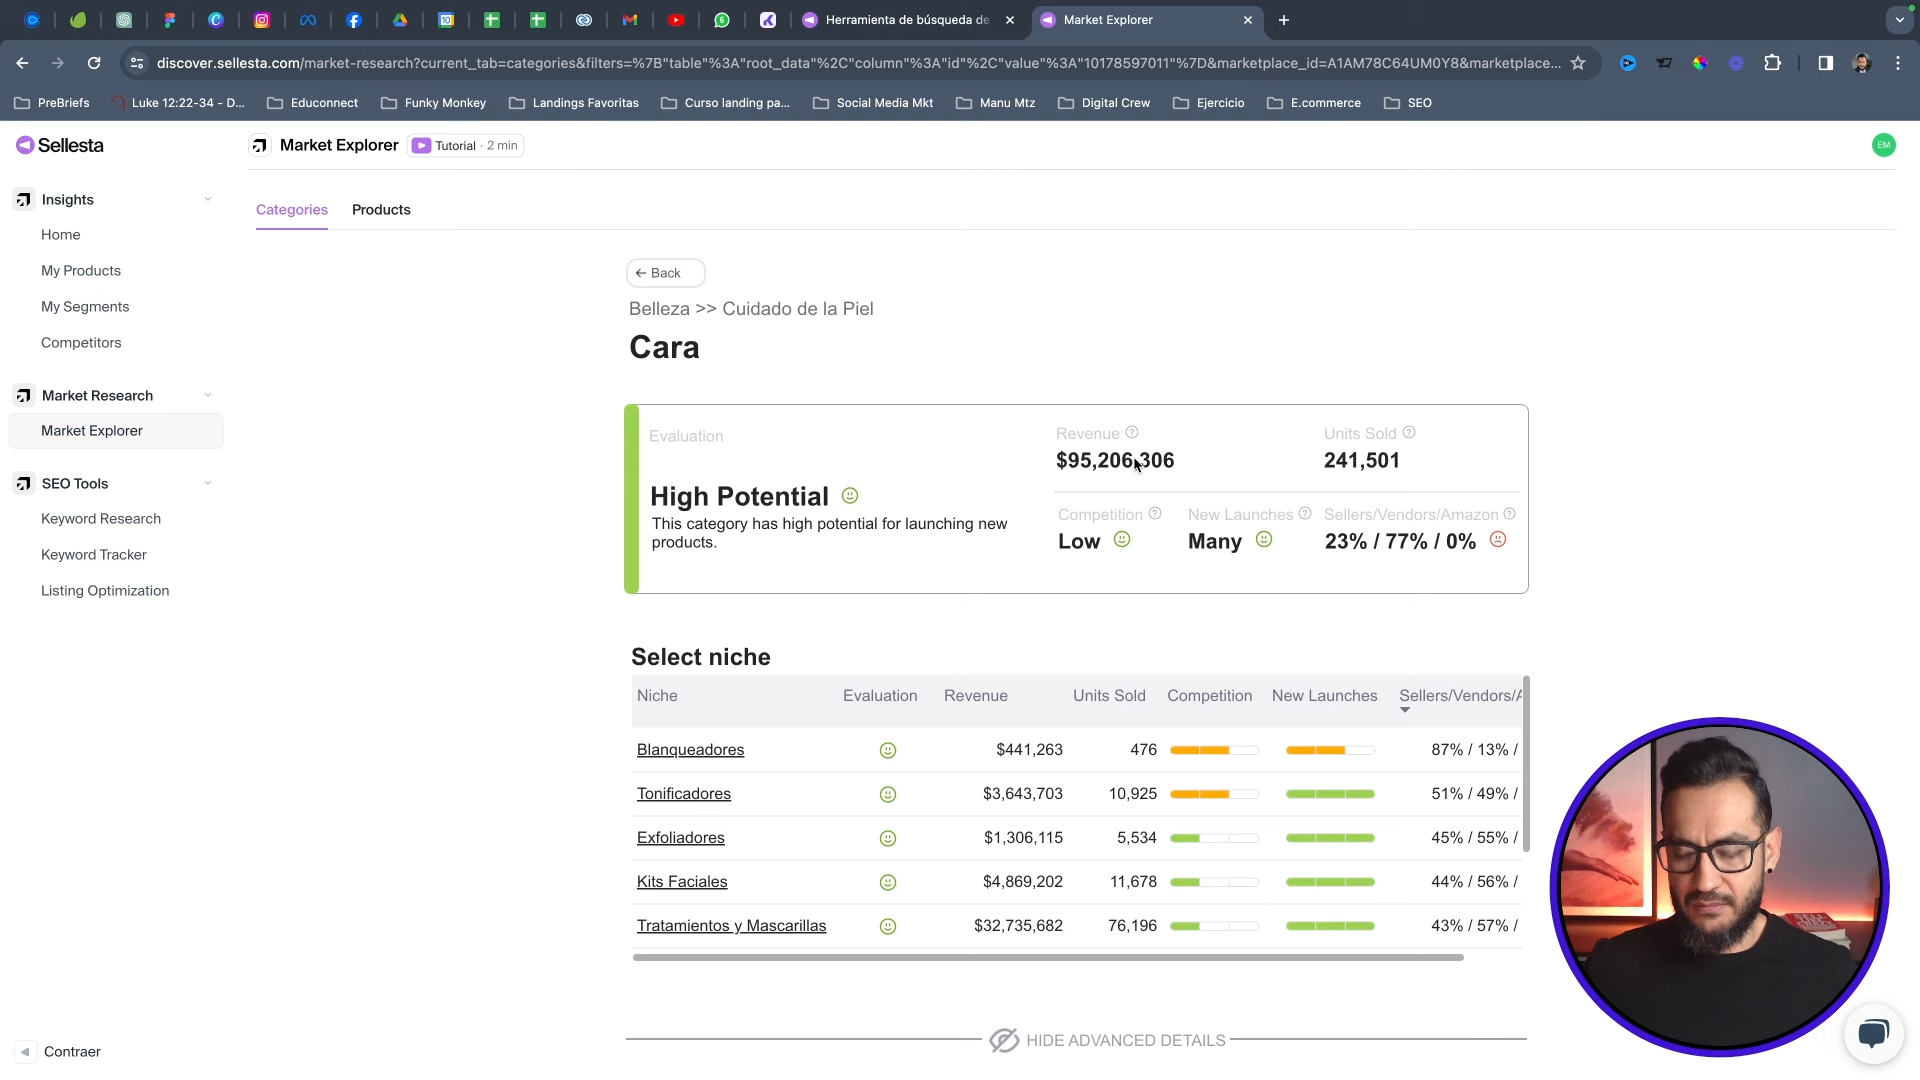 Herramienta de búsqueda de
Market Explorer
discover.sellesta.com/market-research?current_tab=categories&filters=%7B"table"%3A"root_data"%2C"column"%3A"id"%2C"value"%3A"10178597011"%7D&marketplace_id=A1AM78C64UM0Y8&marketplace...
PreBriefs
Luke 12:22-34 - D...
Educonnect
Funky Monkey
Landings Favoritas
Curso landing pa...
Social Media Mkt
Manu Mtz
Digital Crew
Ejercicio
E.commerce
SEO
Sellesta
Market Explorer
Tutorial · 2 min
EM
Insights
Home
My Products
My Segments
Competitors
Market Research
Market Explorer
SEO Tools
Keyword Research
Keyword Tracker
Listing Optimization
Contraer
Categories Products
← Back
Belleza >> Cuidado de la Piel
Cara
Evaluation
High Potential
This category has high potential for launching new
products.
Revenue
$95,206,306
Units Sold
241,501
Competition
Low
New Launches
Many
Sellers/Vendors/Amazon
23% / 77% / 0%
Select niche
Niche Evaluation Revenue Units Sold Competition New Launches Sellers/Vendors/A
Blanqueadores $441,263 476 87% / 13% /
Tonificadores $3,643,703 10,925 51% / 49% /
Exfoliadores $1,306,115 5,534 45% / 55% /
Kits Faciales $4,869,202 11,678 44% / 56% /
Tratamientos y Mascarillas $32,735,682 76,196 43% / 57% /
HIDE ADVANCED DETAILS